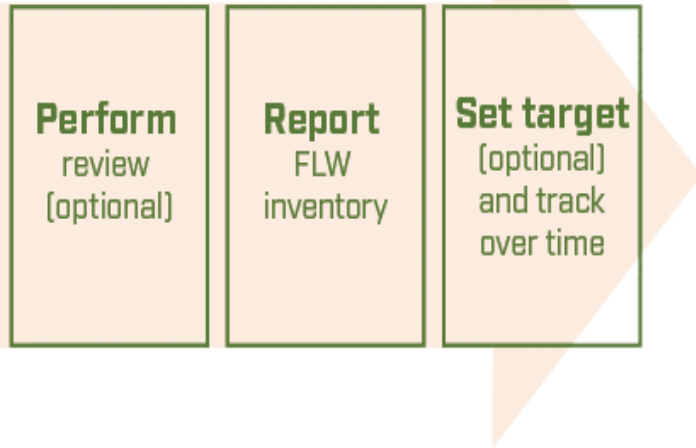 Perform
review
(optional)
Report
FLW
inventory
Set target
(optional)
and track
over time